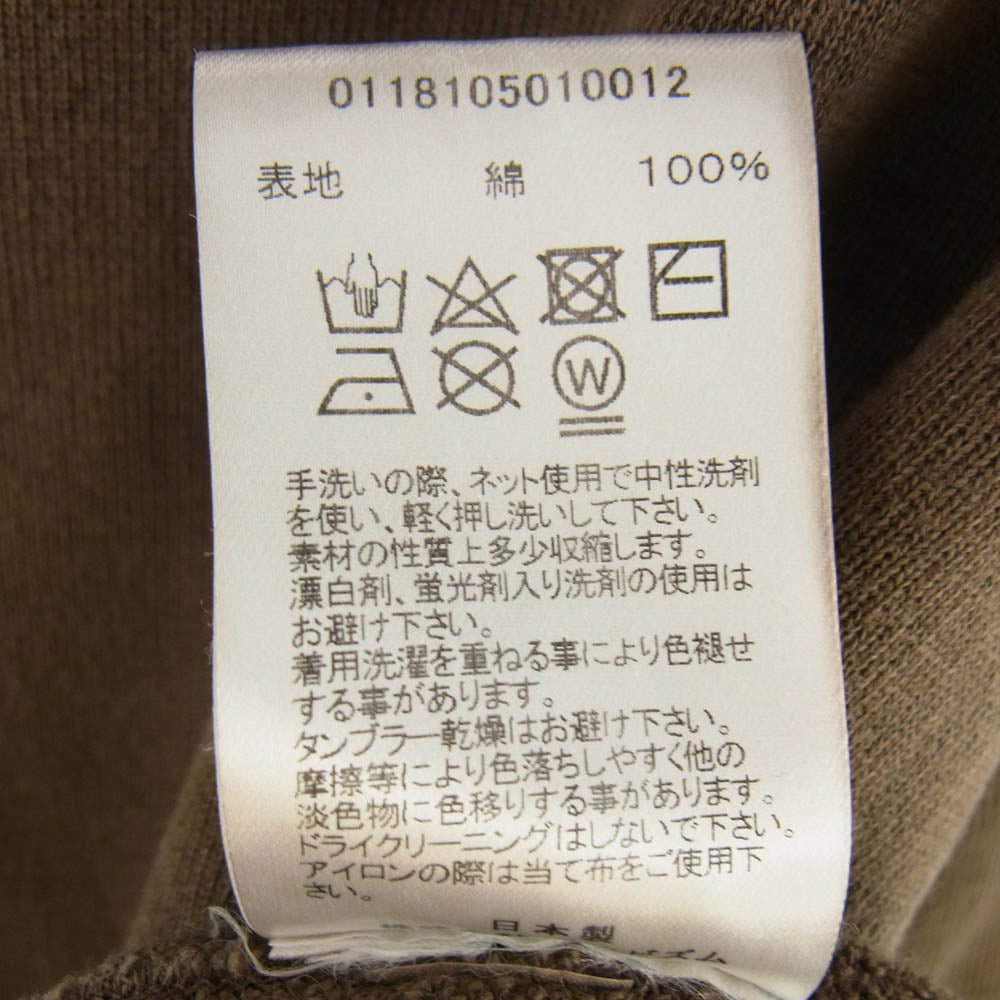 0118105010012
表地 綿 100%
W
手洗いの際、ネット使用で中性洗剤
を使い、軽く押し洗いして下さい。
素材の性質上多少収縮します。
漂白剤、蛍光剤入り洗剤の使用は
お避け下さい。
着用洗濯を重ねる事により色褪せ
する事があります。
タンブラー乾燥はお避け下さい。
摩擦等により色落ちしやすく他の
淡色物に色移りする事があります。
ドライクリーニングはしないで下さい。
アイロンの際は当て布をご使用下
さい。
日本製